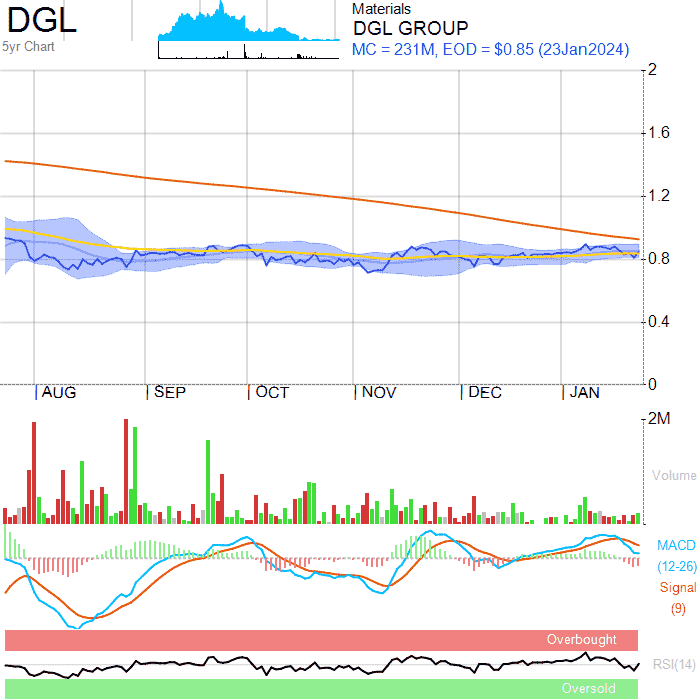 DGL
5yr Chart
Materials
DGL GROUP
MC = 231M, EOD = $0.85 (23Jan2024)
2
1.6
1.2
0.8
0.4
0
AUG SEP OCT NOV DEC JAN
2M
Volume
MACD
(12-26)
Signal
(9)
Overbought
RSI(14)
Oversold